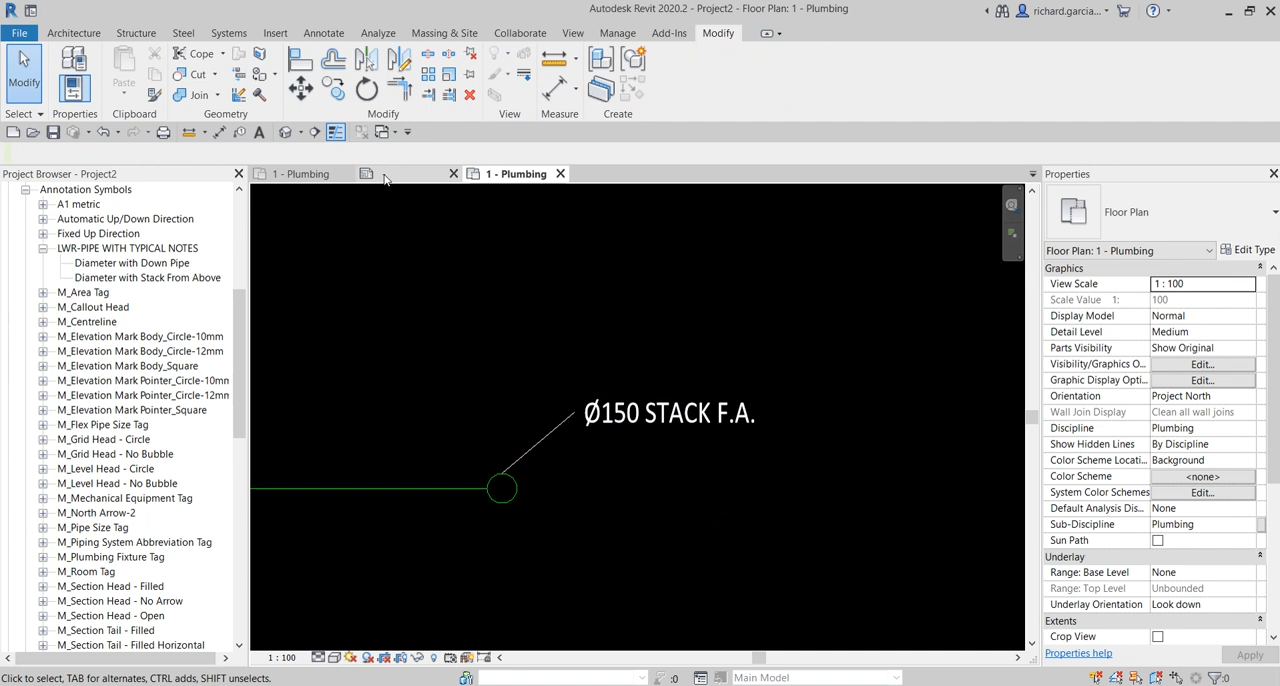 Autodesk Revit 2020.2 - Project2 - Floor Plan: 1 - Plumbing
richard.garcia...
File Architecture Structure Steel Systems Insert Annotate Analyze Massing & Site Collaborate View Manage Add-Ins Modify
Modify Paste Cope Cut Join
Select Properties Clipboard Geometry Modify View Measure Create
Project Browser - Project2
1 - Plumbing
1 - Plumbing
Properties
Annotation Symbols
A1 metric
Automatic Up/Down Direction
Fixed Up Direction
LWR-PIPE WITH TYPICAL NOTES
Diameter with Down Pipe
Diameter with Stack From Above
M_Area Tag
M_Callout Head
M_Centreline
M_Elevation Mark Body_Circle-10mm
M_Elevation Mark Body_Circle-12mm
M_Elevation Mark Body_Square
M_Elevation Mark Pointer_Circle-10mm
M_Elevation Mark Pointer_Circle-12mm
M_Elevation Mark Pointer_Square
M_Flex Pipe Size Tag
M_Grid Head - Circle
M_Grid Head - No Bubble
M_Level Head - Circle
M_Level Head - No Bubble
M_Mechanical Equipment Tag
M_North Arrow-2
M_Pipe Size Tag
M_Piping System Abbreviation Tag
M_Plumbing Fixture Tag
M_Room Tag
M_Section Head - Filled
M_Section Head - No Arrow
M_Section Head - Open
M_Section Tail - Filled
M_Section Tail - Filled Horizontal
Ø150 STACK F.A.
Floor Plan
Floor Plan: 1 - Plumbing Edit Type
Graphics
View Scale 1 : 100
Scale Value 1: 100
Display Model Normal
Detail Level Medium
Parts Visibility Show Original
Visibility/Graphics O... Edit...
Graphic Display Opti... Edit...
Orientation Project North
Wall Join Display Clean all wall joins
Discipline Plumbing
Show Hidden Lines By Discipline
Color Scheme Locati... Background
Color Scheme <none>
System Color Schemes Edit...
Default Analysis Dis... None
Sub-Discipline Plumbing
Sun Path
Underlay
Range: Base Level None
Range: Top Level Unbounded
Underlay Orientation Look down
Extents
Crop View
Properties help Apply
1 : 100
Click to select, TAB for alternates, CTRL adds, SHIFT unselects.
:0
Main Model
:0